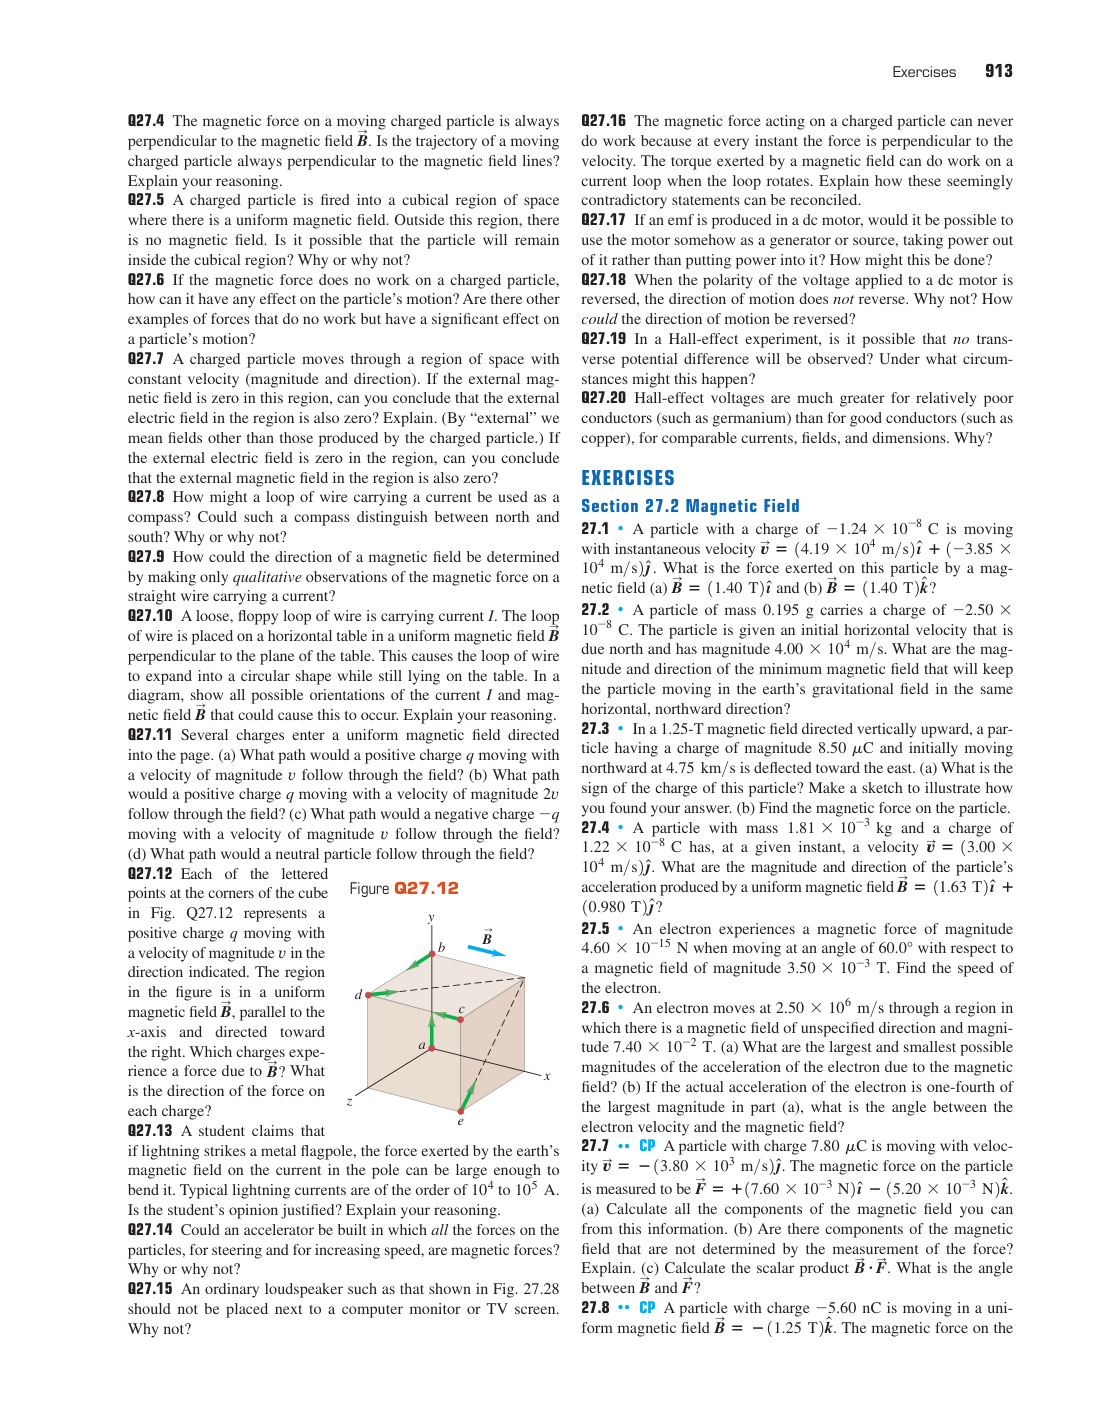 Exercises 913
Q27.4 The magnetic force on a moving charged particle is always
perpendicular to the magnetic field B⃗. Is the trajectory of a moving
charged particle always perpendicular to the magnetic field lines?
Explain your reasoning.
Q27.5 A charged particle is fired into a cubical region of space
where there is a uniform magnetic field. Outside this region, there
is no magnetic field. Is it possible that the particle will remain
inside the cubical region? Why or why not?
Q27.6 If the magnetic force does no work on a charged particle,
how can it have any effect on the particle's motion? Are there other
examples of forces that do no work but have a significant effect on
a particle's motion?
Q27.7 A charged particle moves through a region of space with
constant velocity (magnitude and direction). If the external mag-
netic field is zero in this region, can you conclude that the external
electric field in the region is also zero? Explain. (By “external” we
mean fields other than those produced by the charged particle.) If
the external electric field is zero in the region, can you conclude
that the external magnetic field in the region is also zero?
Q27.8 How might a loop of wire carrying a current be used as a
compass? Could such a compass distinguish between north and
south? Why or why not?
Q27.9 How could the direction of a magnetic field be determined
by making only qualitative observations of the magnetic force on a
straight wire carrying a current?
Q27.10 A loose, floppy loop of wire is carrying current I. The loop
of wire is placed on a horizontal table in a uniform magnetic field B⃗
perpendicular to the plane of the table. This causes the loop of wire
to expand into a circular shape while still lying on the table. In a
diagram, show all possible orientations of the current I and mag-
netic field B⃗ that could cause this to occur. Explain your reasoning.
Q27.11 Several charges enter a uniform magnetic field directed
into the page. (a) What path would a positive charge q moving with
a velocity of magnitude v follow through the field? (b) What path
would a positive charge q moving with a velocity of magnitude 2v
follow through the field? (c) What path would a negative charge −q
moving with a velocity of magnitude v follow through the field?
(d) What path would a neutral particle follow through the field?
Q27.12 Each of the lettered
points at the corners of the cube
in Fig. Q27.12 represents a
positive charge q moving with
a velocity of magnitude v in the
direction indicated. The region
in the figure is in a uniform
magnetic field B⃗, parallel to the
x-axis and directed toward
the right. Which charges expe-
rience a force due to B⃗? What
is the direction of the force on
each charge?
Figure Q27.12
y
b
B⃗
d
c
a
x
z
e
Q27.13 A student claims that
if lightning strikes a metal flagpole, the force exerted by the earth's
magnetic field on the current in the pole can be large enough to
bend it. Typical lightning currents are of the order of 10⁴ to 10⁵ A.
Is the student's opinion justified? Explain your reasoning.
Q27.14 Could an accelerator be built in which all the forces on the
particles, for steering and for increasing speed, are magnetic forces?
Why or why not?
Q27.15 An ordinary loudspeaker such as that shown in Fig. 27.28
should not be placed next to a computer monitor or TV screen.
Why not?
Q27.16 The magnetic force acting on a charged particle can never
do work because at every instant the force is perpendicular to the
velocity. The torque exerted by a magnetic field can do work on a
current loop when the loop rotates. Explain how these seemingly
contradictory statements can be reconciled.
Q27.17 If an emf is produced in a dc motor, would it be possible to
use the motor somehow as a generator or source, taking power out
of it rather than putting power into it? How might this be done?
Q27.18 When the polarity of the voltage applied to a dc motor is
reversed, the direction of motion does not reverse. Why not? How
could the direction of motion be reversed?
Q27.19 In a Hall-effect experiment, is it possible that no trans-
verse potential difference will be observed? Under what circum-
stances might this happen?
Q27.20 Hall-effect voltages are much greater for relatively poor
conductors (such as germanium) than for good conductors (such as
copper), for comparable currents, fields, and dimensions. Why?
EXERCISES
Section 27.2 Magnetic Field
27.1 • A particle with a charge of −1.24 × 10⁻⁸ C is moving
with instantaneous velocity v⃗ = (4.19 × 10⁴ m/s)î + (−3.85 ×
10⁴ m/s)ĵ. What is the force exerted on this particle by a mag-
netic field (a) B⃗ = (1.40 T)î and (b) B⃗ = (1.40 T)k̂?
27.2 • A particle of mass 0.195 g carries a charge of −2.50 ×
10⁻⁸ C. The particle is given an initial horizontal velocity that is
due north and has magnitude 4.00 × 10⁴ m/s. What are the mag-
nitude and direction of the minimum magnetic field that will keep
the particle moving in the earth's gravitational field in the same
horizontal, northward direction?
27.3 • In a 1.25-T magnetic field directed vertically upward, a par-
ticle having a charge of magnitude 8.50 μC and initially moving
northward at 4.75 km/s is deflected toward the east. (a) What is the
sign of the charge of this particle? Make a sketch to illustrate how
you found your answer. (b) Find the magnetic force on the particle.
27.4 • A particle with mass 1.81 × 10⁻³ kg and a charge of
1.22 × 10⁻⁸ C has, at a given instant, a velocity v⃗ = (3.00 ×
10⁴ m/s)ĵ. What are the magnitude and direction of the particle's
acceleration produced by a uniform magnetic field B⃗ = (1.63 T)î +
(0.980 T)ĵ?
27.5 • An electron experiences a magnetic force of magnitude
4.60 × 10⁻¹⁵ N when moving at an angle of 60.0° with respect to
a magnetic field of magnitude 3.50 × 10⁻³ T. Find the speed of
the electron.
27.6 • An electron moves at 2.50 × 10⁶ m/s through a region in
which there is a magnetic field of unspecified direction and magni-
tude 7.40 × 10⁻² T. (a) What are the largest and smallest possible
magnitudes of the acceleration of the electron due to the magnetic
field? (b) If the actual acceleration of the electron is one-fourth of
the largest magnitude in part (a), what is the angle between the
electron velocity and the magnetic field?
27.7 •• CP A particle with charge 7.80 μC is moving with veloc-
ity v⃗ = −(3.80 × 10³ m/s)ĵ. The magnetic force on the particle
is measured to be F⃗ = +(7.60 × 10⁻³ N)î − (5.20 × 10⁻³ N)k̂.
(a) Calculate all the components of the magnetic field you can
from this information. (b) Are there components of the magnetic
field that are not determined by the measurement of the force?
Explain. (c) Calculate the scalar product B⃗ · F⃗. What is the angle
between B⃗ and F⃗?
27.8 •• CP A particle with charge −5.60 nC is moving in a uni-
form magnetic field B⃗ = −(1.25 T)k̂. The magnetic force on the